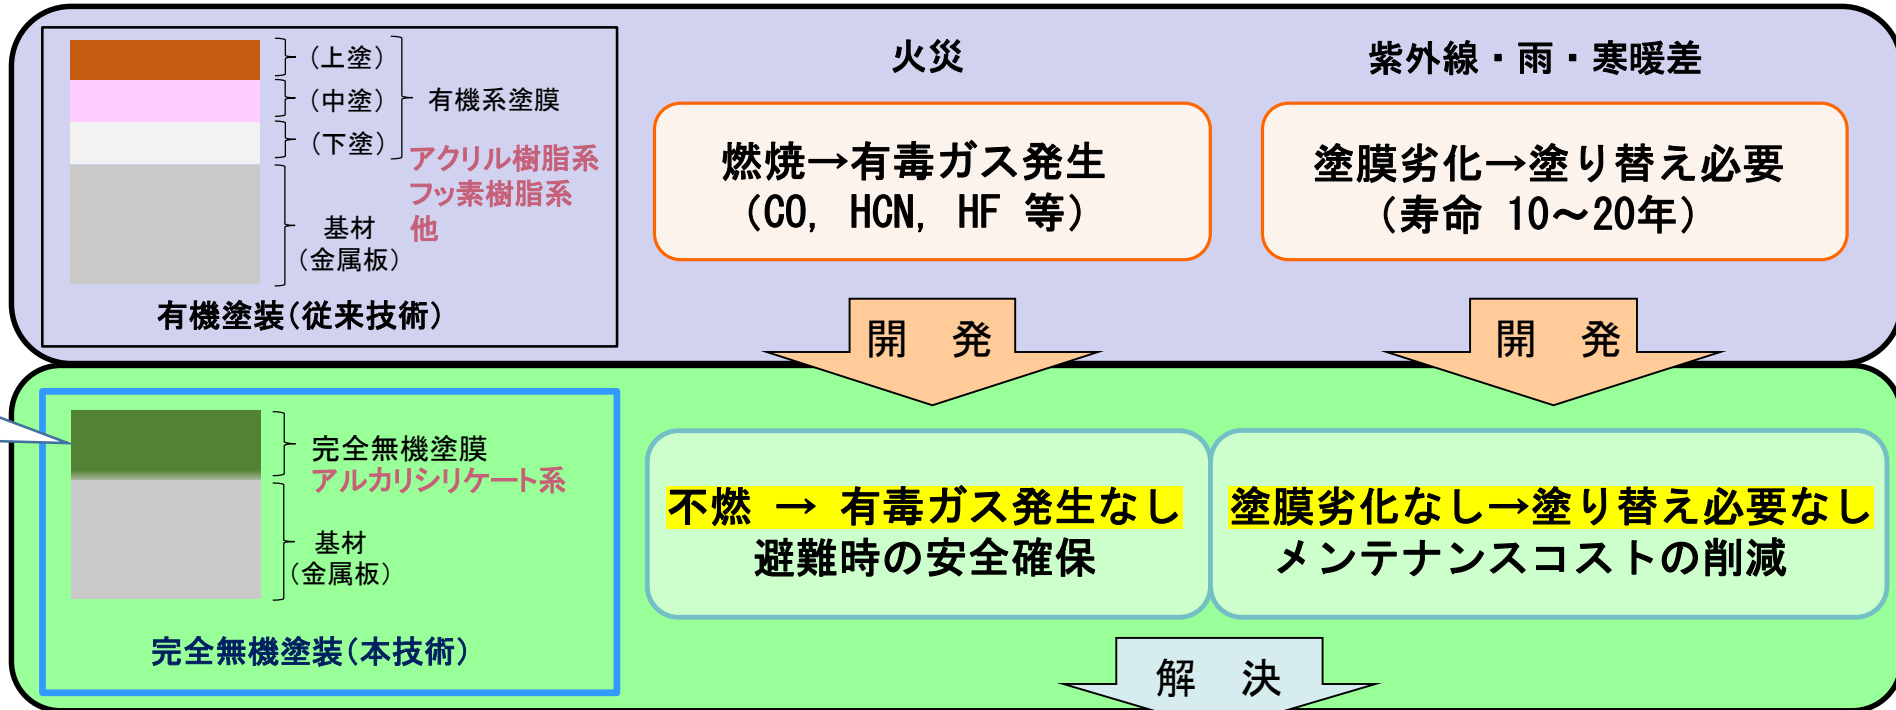 （上塗）
（中塗）
（下塗）
有機系塗膜
アクリル樹脂系
フッ素樹脂系
他
基材
（金属板）
有機塗装（従来技術）
火災
燃焼→有毒ガス発生
（CO, HCN, HF 等）
紫外線・雨・寒暖差
塗膜劣化→塗り替え必要
（寿命 10～20年）
開　発
開　発
完全無機塗膜
アルカリシリケート系
基材
（金属板）
完全無機塗装（本技術）
不燃 → 有毒ガス発生なし
避難時の安全確保
塗膜劣化なし→塗り替え必要なし
メンテナンスコストの削減
解　決